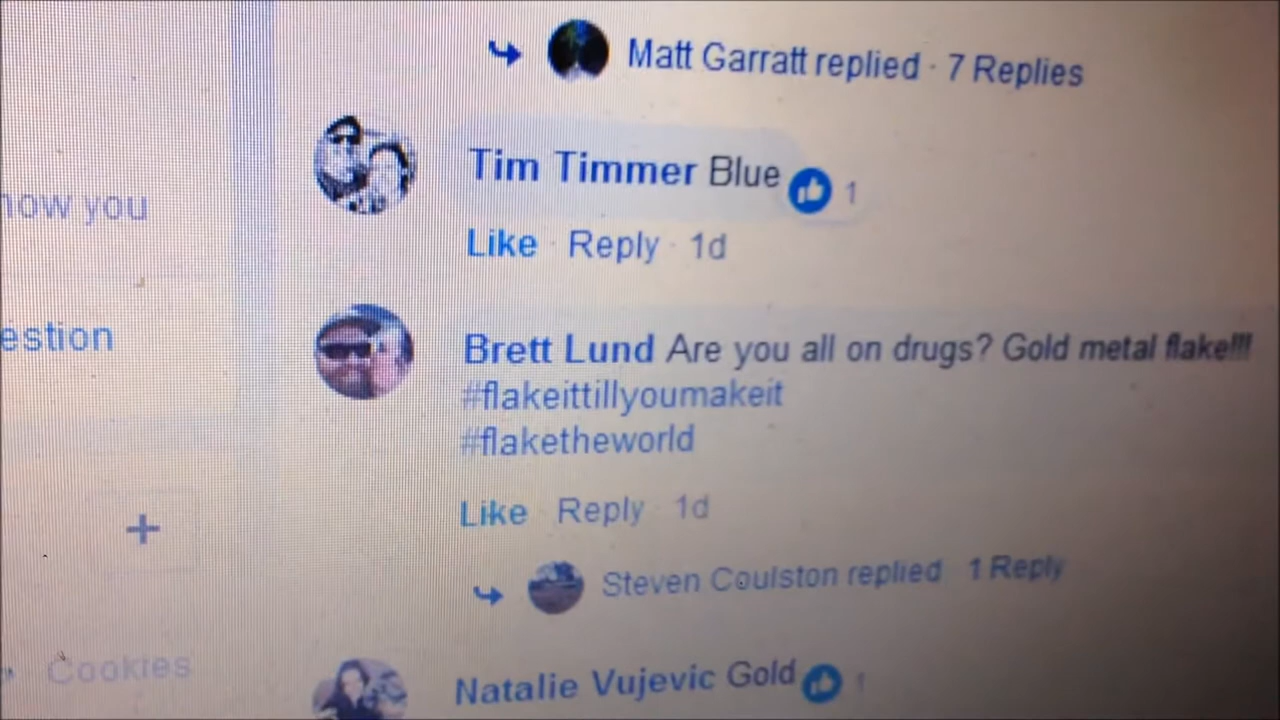 Matt Garratt replied · 7 Replies
Tim Timmer Blue 1
Like · Reply · 1d
now you
Brett Lund Are you all on drugs? Gold metal flake!!!
estion
#flakeittillyoumakeit
#flaketheworld
Like Reply 1d
+
Steven Coulston replied 1 Reply
Cookies
Natalie Vujevic Gold 1